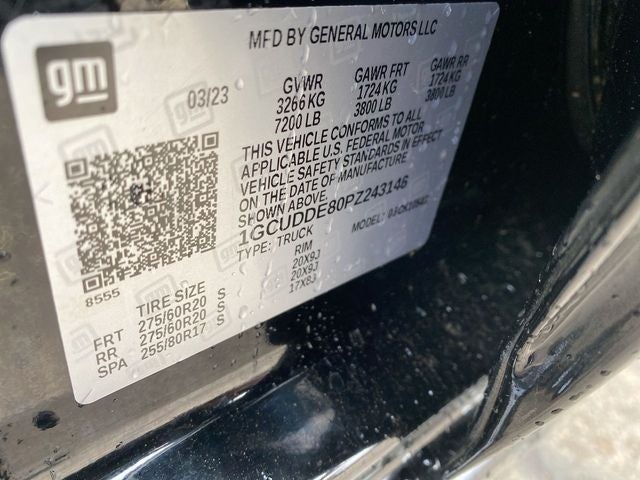 MFD BY GENERAL MOTORS LLC
gm
03/23
GVWR GAWR FRT GAWR RR
3266 KG 1724 KG 1724 KG
7200 LB 3800 LB 3800 LB
THIS VEHICLE CONFORMS TO ALL
APPLICABLE U.S. FEDERAL MOTOR
VEHICLE SAFETY STANDARDS IN EFFECT
ON THE DATE OF MANUFACTURE
SHOWN ABOVE
1GCUDDE80PZ243146
TYPE: TRUCK MODEL:
8555
TIRE SIZE RIM
FRT 275/60R20 S 20X9J
RR 275/60R20 S 20X9J
SPA 255/80R17 S 17X8J